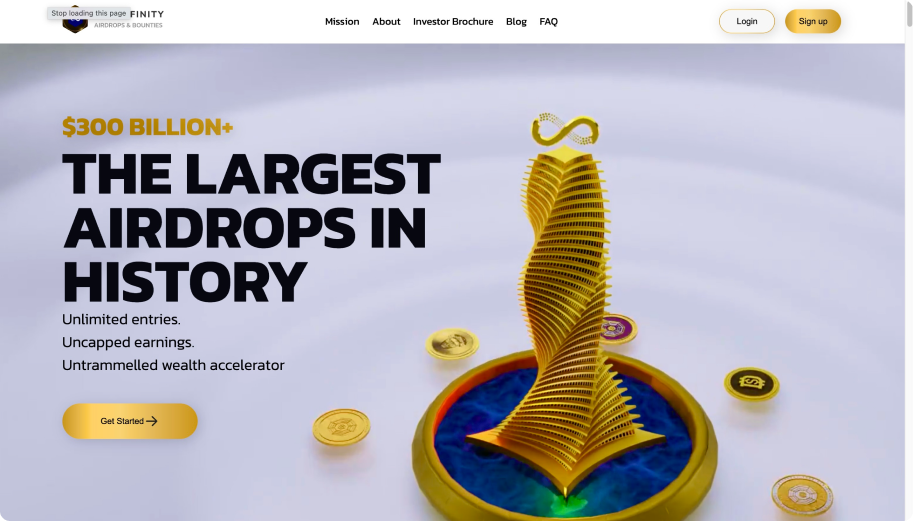 Stop loading this page
FINITY
AIRDROPS & BOUNTIES
Mission
About
Investor Brochure
Blog
FAQ
Login
Sign up
$300 BILLION+
THE LARGEST
AIRDROPS IN
HISTORY
Unlimited entries.
Uncapped earnings.
Untrammelled wealth accelerator
Get Started